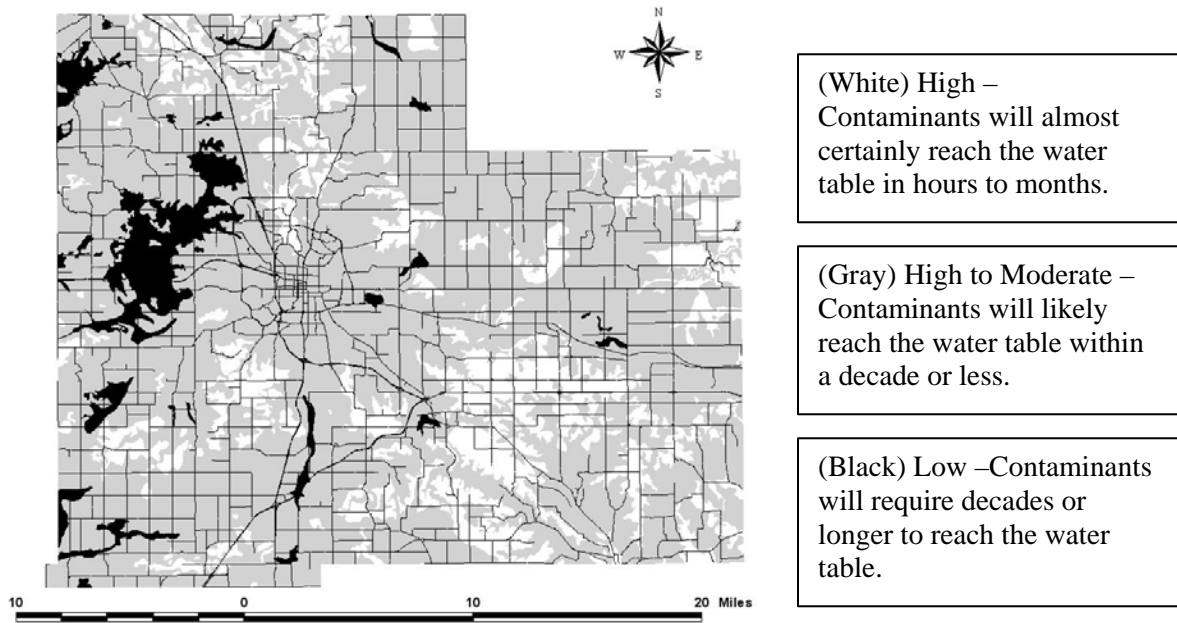 N
W E
S
(White) High –
Contaminants will almost
certainly reach the water
table in hours to months.
(Gray) High to Moderate –
Contaminants will likely
reach the water table within
a decade or less.
(Black) Low –Contaminants
will require decades or
longer to reach the water
table.
10 0 10 20 Miles